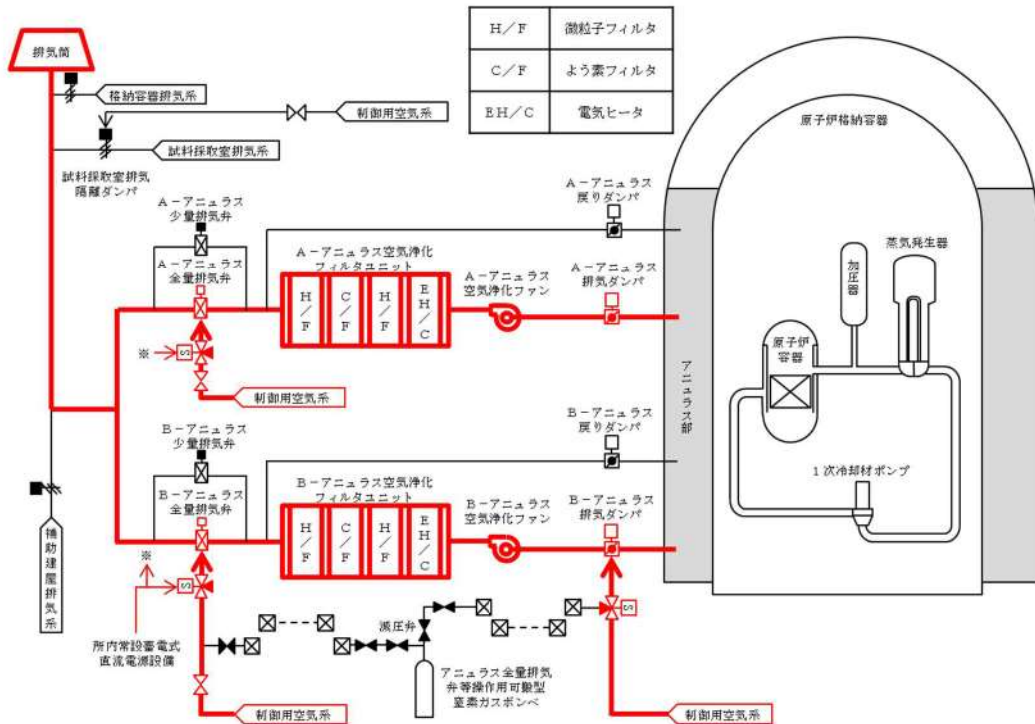 H／F
微粒子フィルタ
C／F
よう素フィルタ
EH／C
電気ヒータ
排気筒
格納容器排気系
制御用空気系
試料採取室排気系
試料採取室排気
隔離ダンパ
A－アニュラス
少量排気弁
A－アニュラス
全量排気弁
A－アニュラス空気浄化
フィルタユニット
H／F
C／F
H／F
EH／C
A－アニュラス
空気浄化ファン
A－アニュラス
戻りダンパ
A－アニュラス
排気ダンパ
※
S
制御用空気系
原子炉格納容器
蒸気発生器
加圧器
原子炉
容器
1次冷却材ポンプ
アニュラス部
B－アニュラス
少量排気弁
B－アニュラス
全量排気弁
B－アニュラス空気浄化
フィルタユニット
H／F
C／F
H／F
EH／C
B－アニュラス
空気浄化ファン
B－アニュラス
戻りダンパ
B－アニュラス
排気ダンパ
※
S
S
補助建屋排気系
所内常設蓄電式
直流電源設備
減圧弁
アニュラス全量排気
弁等操作用可搬型
窒素ガスボンベ
制御用空気系
制御用空気系